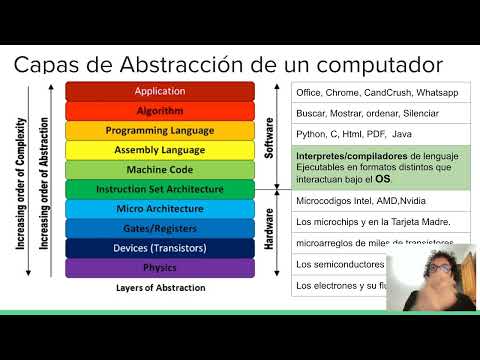 Capas de Abstracción de un computador
Increasing order of Complexity
Increasing order of Abstraction
Application
Algorithm
Programming Language
Assembly Language
Machine Code
Instruction Set Architecture
Micro Architecture
Gates/Registers
Devices (Transistors)
Physics
Layers of Abstraction
Software
Hardware
Office, Chrome, CandCrush, Whatsapp
Buscar, Mostrar, ordenar, Silenciar
Python, C, Html, PDF, Java
Interpretes/compiladores de lenguaje
Ejecutables en formatos distintos que
interactuan bajo el OS.
Microcodigos Intel, AMD,Nvidia
Los microchips y en la Tarjeta Madre.
microarreglos de miles de transistores
Los semiconductores
Los electrones y su